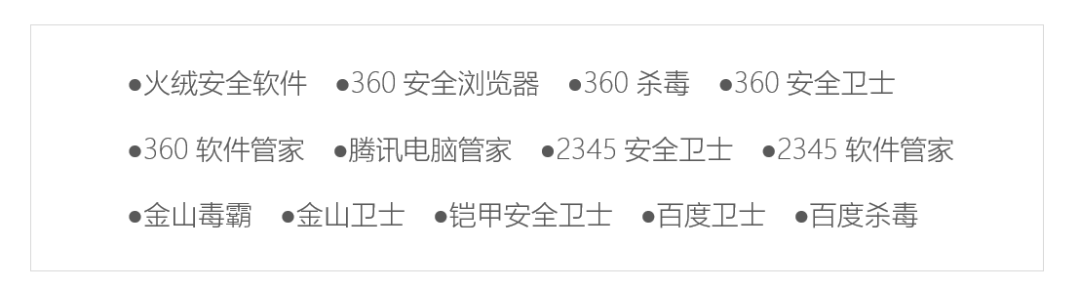 ●火绒安全软件 ●360 安全浏览器 ●360 杀毒 ●360 安全卫士
●360 软件管家 ●腾讯电脑管家 ●2345 安全卫士 ●2345 软件管家
●金山毒霸 ●金山卫士 ●铠甲安全卫士 ●百度卫士 ●百度杀毒